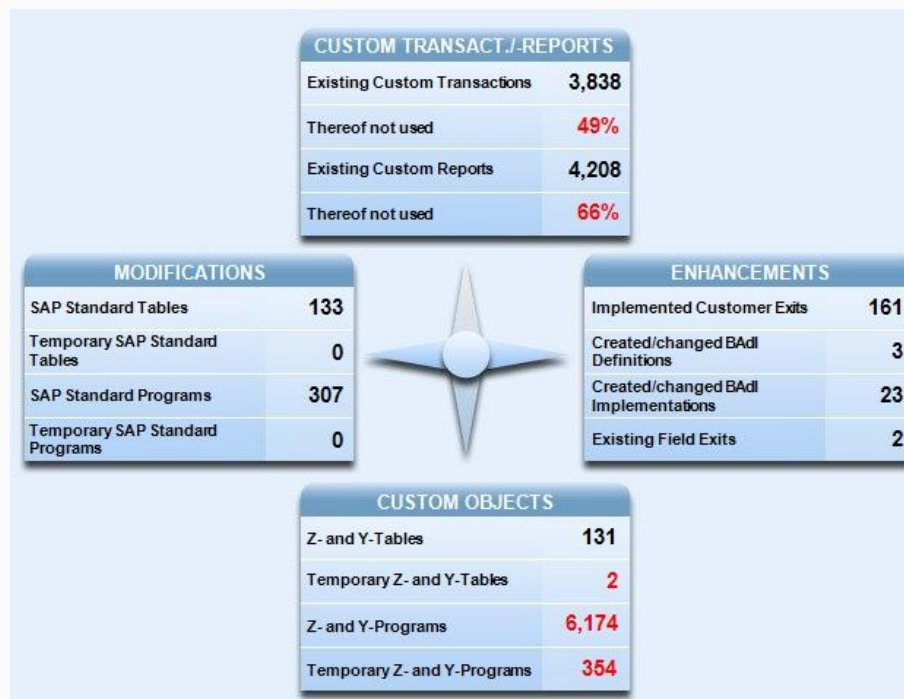 CUSTOM TRANSACT./-REPORTS
Existing Custom Transactions 3,838
Thereof not used 49%
Existing Custom Reports 4,208
Thereof not used 66%
MODIFICATIONS
SAP Standard Tables 133
Temporary SAP Standard
Tables 0
SAP Standard Programs 307
Temporary SAP Standard
Programs 0
ENHANCEMENTS
Implemented Customer Exits 161
Created/changed BAdI
Definitions 3
Created/changed BAdI
Implementations 23
Existing Field Exits 2
CUSTOM OBJECTS
Z- and Y-Tables 131
Temporary Z- and Y-Tables 2
Z- and Y-Programs 6,174
Temporary Z- and Y-Programs 354